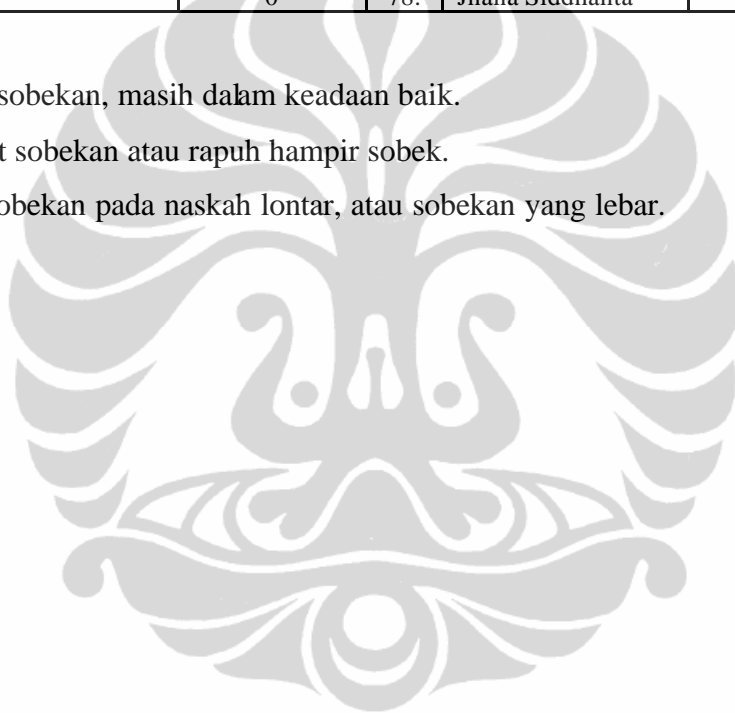 0 78. Jnana Siddhanta
sobekan, masih dalam keadaan baik.
t sobekan atau rapuh hampir sobek.
obekan pada naskah lontar, atau sobekan yang lebar.